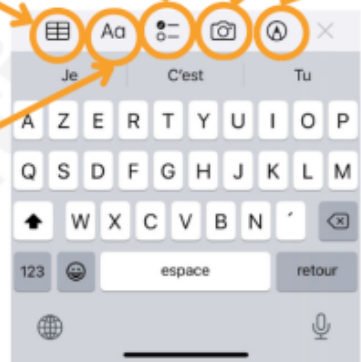 Aa
Je C'est Tu
A Z E R T Y U I O P
Q S D F G H J K L M
W X C V B N ´
123 espace retour